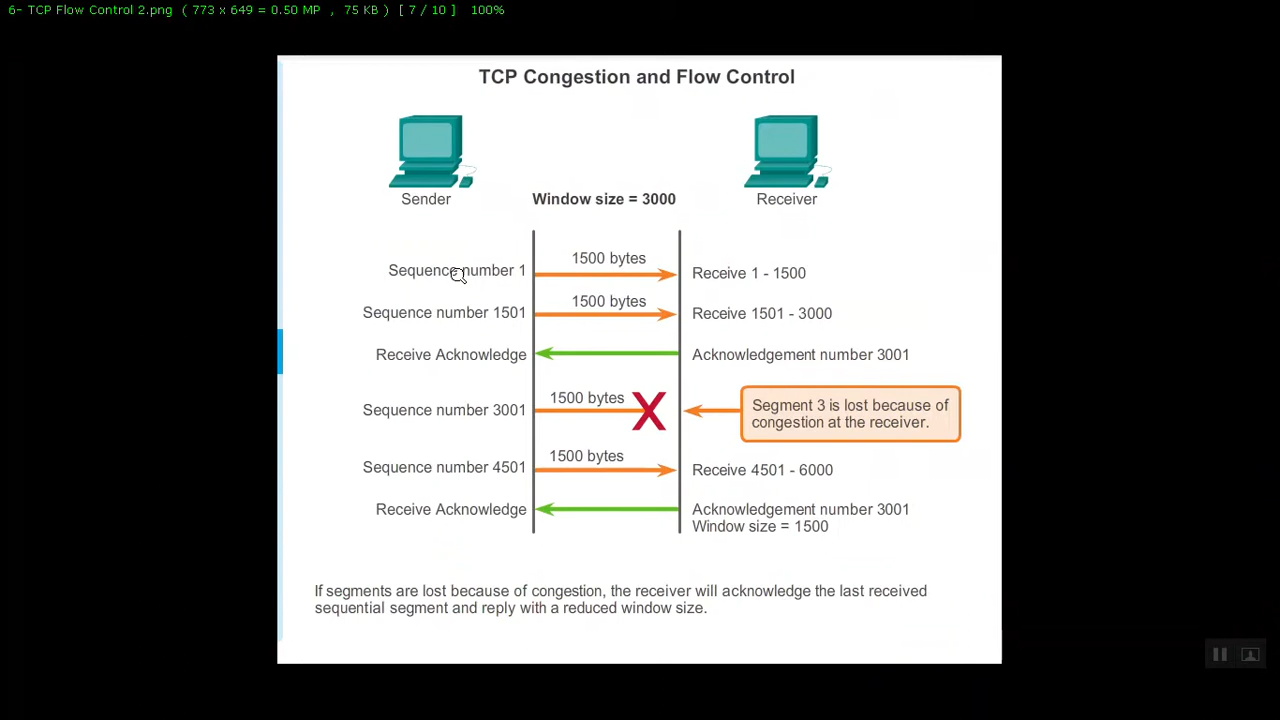 6- TCP Flow Control 2.png ( 773 x 649 = 0.50 MP , 75 KB ) [ 7 / 10 ] 100%
TCP Congestion and Flow Control
Sender
Window size = 3000
Receiver
Sequence number 1
1500 bytes
Receive 1 - 1500
Sequence number 1501
1500 bytes
Receive 1501 - 3000
Receive Acknowledge
Acknowledgement number 3001
Sequence number 3001
1500 bytes
X
Segment 3 is lost because of
congestion at the receiver.
Sequence number 4501
1500 bytes
Receive 4501 - 6000
Receive Acknowledge
Acknowledgement number 3001
Window size = 1500
If segments are lost because of congestion, the receiver will acknowledge the last received
sequential segment and reply with a reduced window size.